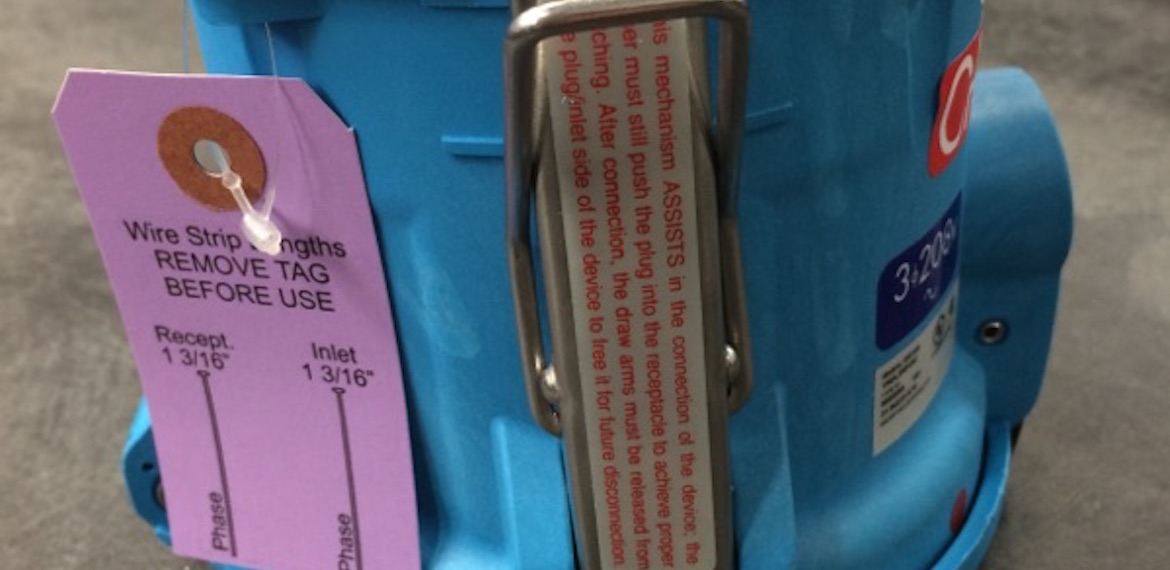 Wire Strip
REMOVE TAG
BEFORE USE
Recept.
1 3/16"
Inlet
1 3/16"
Phase
Phase
his mechanism ASSISTS in the connection of the device; the
er must still push the plug into the receptacle to achieve proper
ching. After connection, the draw arms must be released from
e plug/inlet side of the device to free it for future disconnection
3ϕ208V